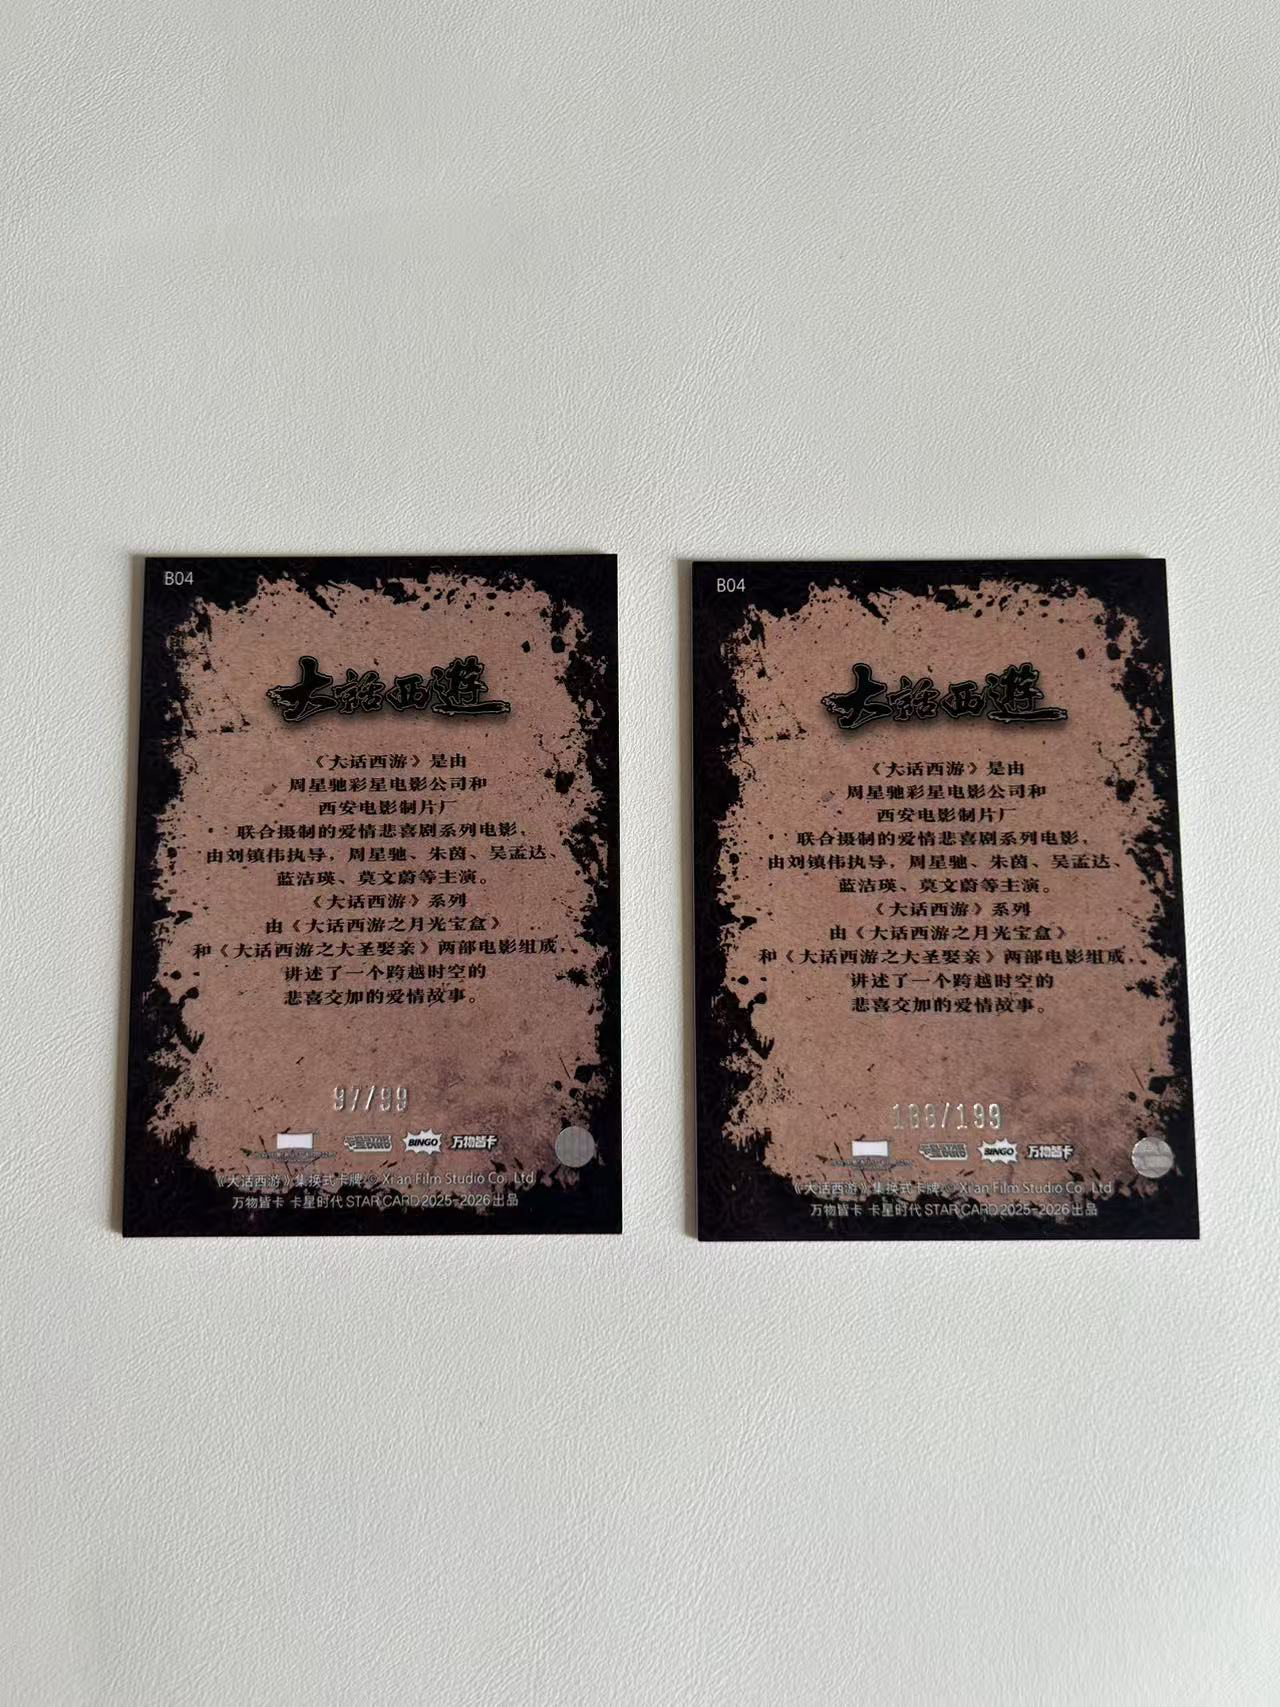 B04
大话西遊
《大话西游》是由
周星驰彩星电影公司和
西安电影制片厂
联合摄制的爱情悲喜剧系列电影，
由刘镇伟执导，周星驰、朱茵、吴孟达、
蓝洁瑛、莫文蔚等主演。
《大话西游》系列
由《大话西游之月光宝盒》
和《大话西游之大圣娶亲》两部电影组成，
讲述了一个跨越时空的
悲喜交加的爱情故事。
97/99
卡星时代 BINGO 万物皆卡
《大话西游》集换式卡牌 © Xi'an Film Studio Co., Ltd
万物皆卡 卡星时代 STAR CARD 2025-2026 出品
B04
大话西遊
《大话西游》是由
周星驰彩星电影公司和
西安电影制片厂
联合摄制的爱情悲喜剧系列电影，
由刘镇伟执导，周星驰、朱茵、吴孟达、
蓝洁瑛、莫文蔚等主演。
《大话西游》系列
由《大话西游之月光宝盒》
和《大话西游之大圣娶亲》两部电影组成，
讲述了一个跨越时空的
悲喜交加的爱情故事。
/199
卡星时代 BINGO 万物皆卡
《大话西游》集换式卡牌 © Xi'an Film Studio Co., Ltd
万物皆卡 卡星时代 STAR CARD 2025-2026 出品